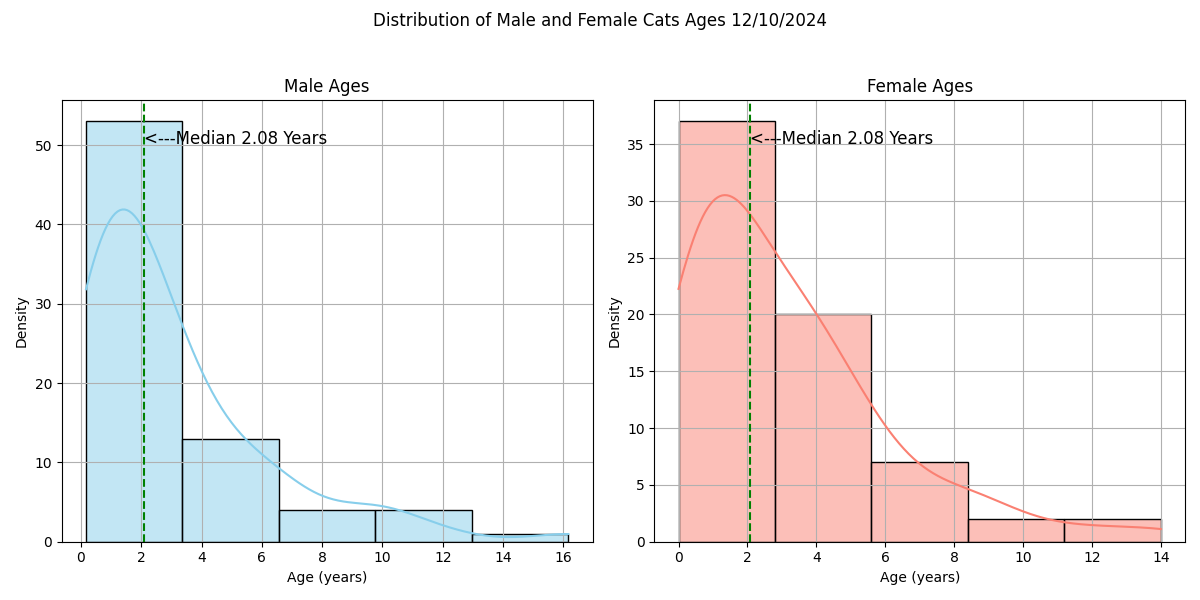 Distribution of Male and Female Cats Ages 12/10/2024
Male Ages
<---Median 2.08 Years
Density
50
40
30
20
10
0
0 2 4 6 8 10 12 14 16
Age (years)
Female Ages
<---Median 2.08 Years
Density
35
30
25
20
15
10
5
0
0 2 4 6 8 10 12 14
Age (years)